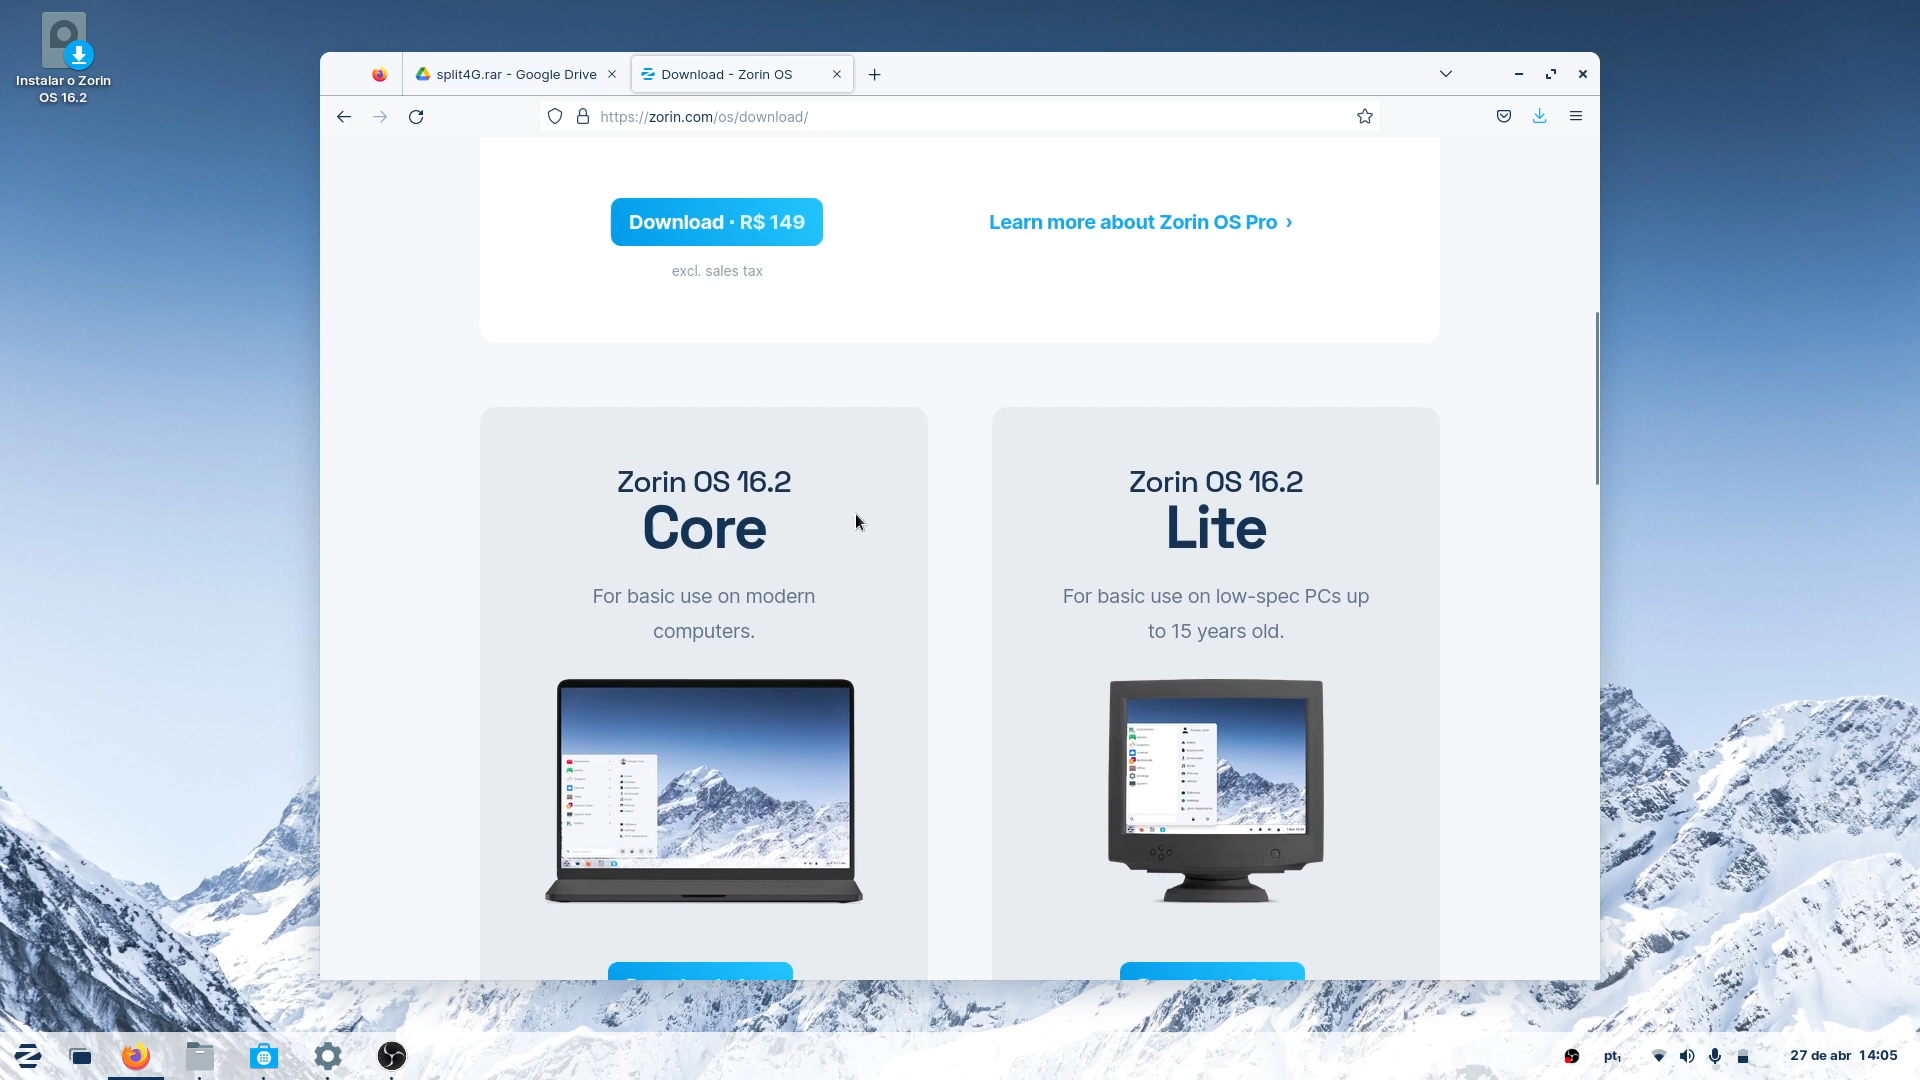 Instalar o Zorin
OS 16.2
split4G.rar - Google Drive
Download - Zorin OS
https://zorin.com/os/download/
Download · R$ 149
Learn more about Zorin OS Pro ›
excl. sales tax
Zorin OS 16.2
Core
For basic use on modern
computers.
Zorin OS 16.2
Lite
For basic use on low-spec PCs up
to 15 years old.
pt₁
27 de abr 14:05